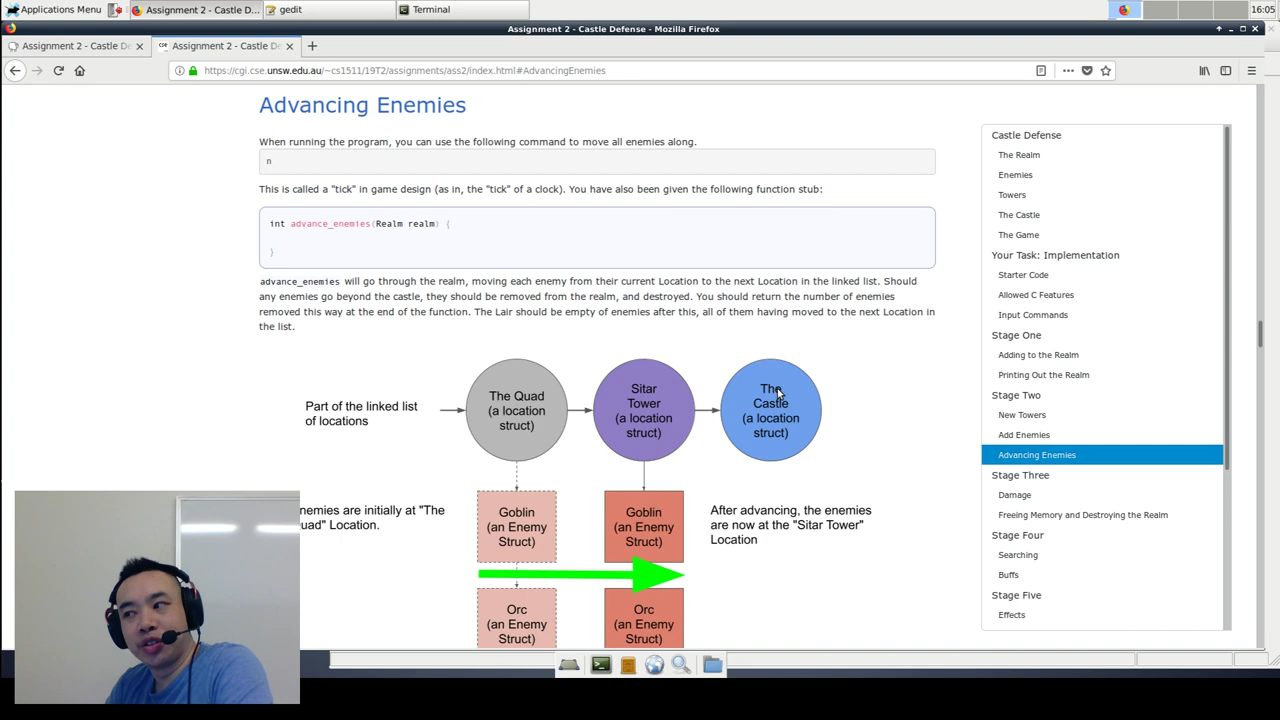 Applications Menu
Assignment 2 - Castle D...
gedit
Terminal
16:05
Assignment 2 - Castle Defense - Mozilla Firefox
Assignment 2 - Castle De
Assignment 2 - Castle De
https://cgi.cse.unsw.edu.au/~cs1511/19T2/assignments/ass2/index.html#AdvancingEnemies
Advancing Enemies
When running the program, you can use the following command to move all enemies along.
n
This is called a "tick" in game design (as in, the "tick" of a clock). You have also been given the following function stub:
int advance_enemies(Realm realm) {
}
advance_enemies will go through the realm, moving each enemy from their current Location to the next Location in the linked list. Should
any enemies go beyond the castle, they should be removed from the realm, and destroyed. You should return the number of enemies
removed this way at the end of the function. The Lair should be empty of enemies after this, all of them having moved to the next Location in
the list.
Part of the linked list
of locations
The Quad
(a location
struct)
Sitar
Tower
(a location
struct)
The
Castle
(a location
struct)
nemies are initially at "The
uad" Location.
Goblin
(an Enemy
Struct)
Goblin
(an Enemy
Struct)
After advancing, the enemies
are now at the "Sitar Tower"
Location
Orc
(an Enemy
Struct)
Orc
(an Enemy
Struct)
Castle Defense
The Realm
Enemies
Towers
The Castle
The Game
Your Task: Implementation
Starter Code
Allowed C Features
Input Commands
Stage One
Adding to the Realm
Printing Out the Realm
Stage Two
New Towers
Add Enemies
Advancing Enemies
Stage Three
Damage
Freeing Memory and Destroying the Realm
Stage Four
Searching
Buffs
Stage Five
Effects